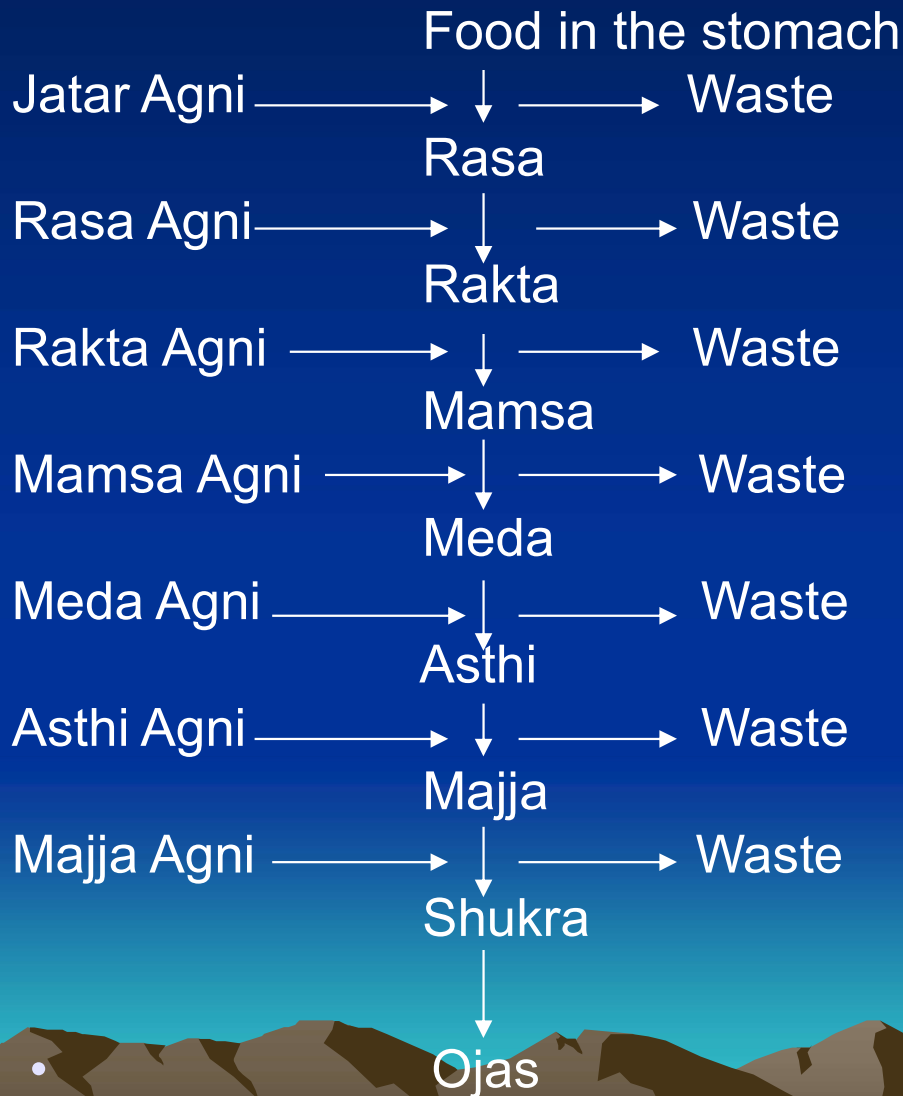 Food in the stomach
Jatar Agni Waste
Rasa
Rasa Agni Waste
Rakta
Rakta Agni Waste
Mamsa
Mamsa Agni Waste
Meda
Meda Agni Waste
Asthi
Asthi Agni Waste
Majja
Majja Agni Waste
Shukra
• Ojas